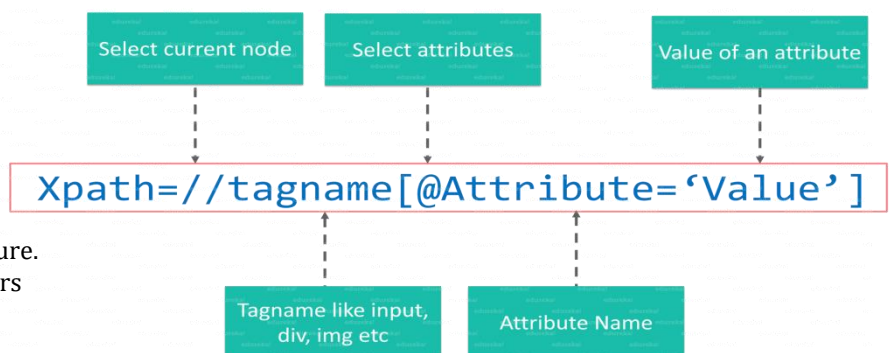 Select current node
Select attributes
Value of an attribute
Xpath=//tagname[@Attribute=‘Value’]
ure.
rs
Tagname like input,
div, img etc
Attribute Name